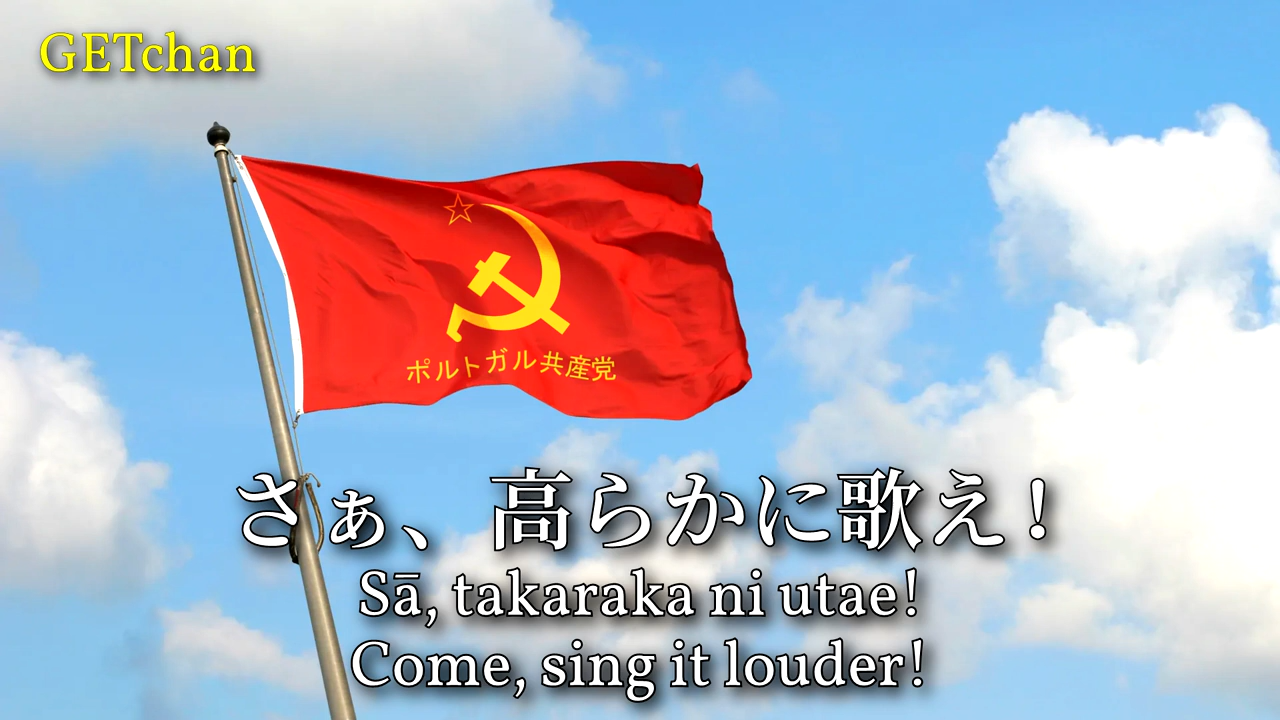 GETchan
ポルトガル共産党
さぁ、高らかに歌え!
Sā, takaraka ni utae!
Come, sing it louder!